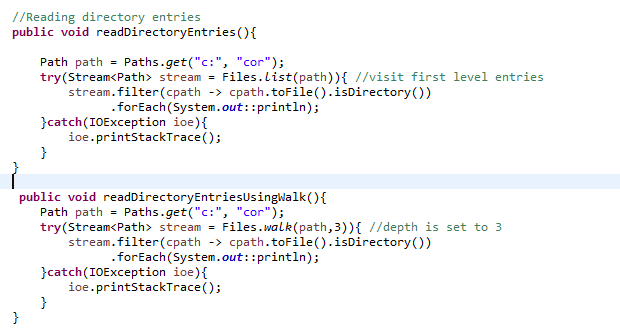 //Reading directory entries
public void readDirectoryEntries(){
Path path = Paths.get("c:", "cor");
try(Stream<Path> stream = Files.list(path)){ //visit first level entries
stream.filter(cpath -> cpath.toFile().isDirectory())
.forEach(System.out::println);
}catch(IOException ioe){
ioe.printStackTrace();
}
}
public void readDirectoryEntriesUsingWalk(){
Path path = Paths.get("c:", "cor");
try(Stream<Path> stream = Files.walk(path,3)){ //depth is set to 3
stream.filter(cpath -> cpath.toFile().isDirectory())
.forEach(System.out::println);
}catch(IOException ioe){
ioe.printStackTrace();
}
}